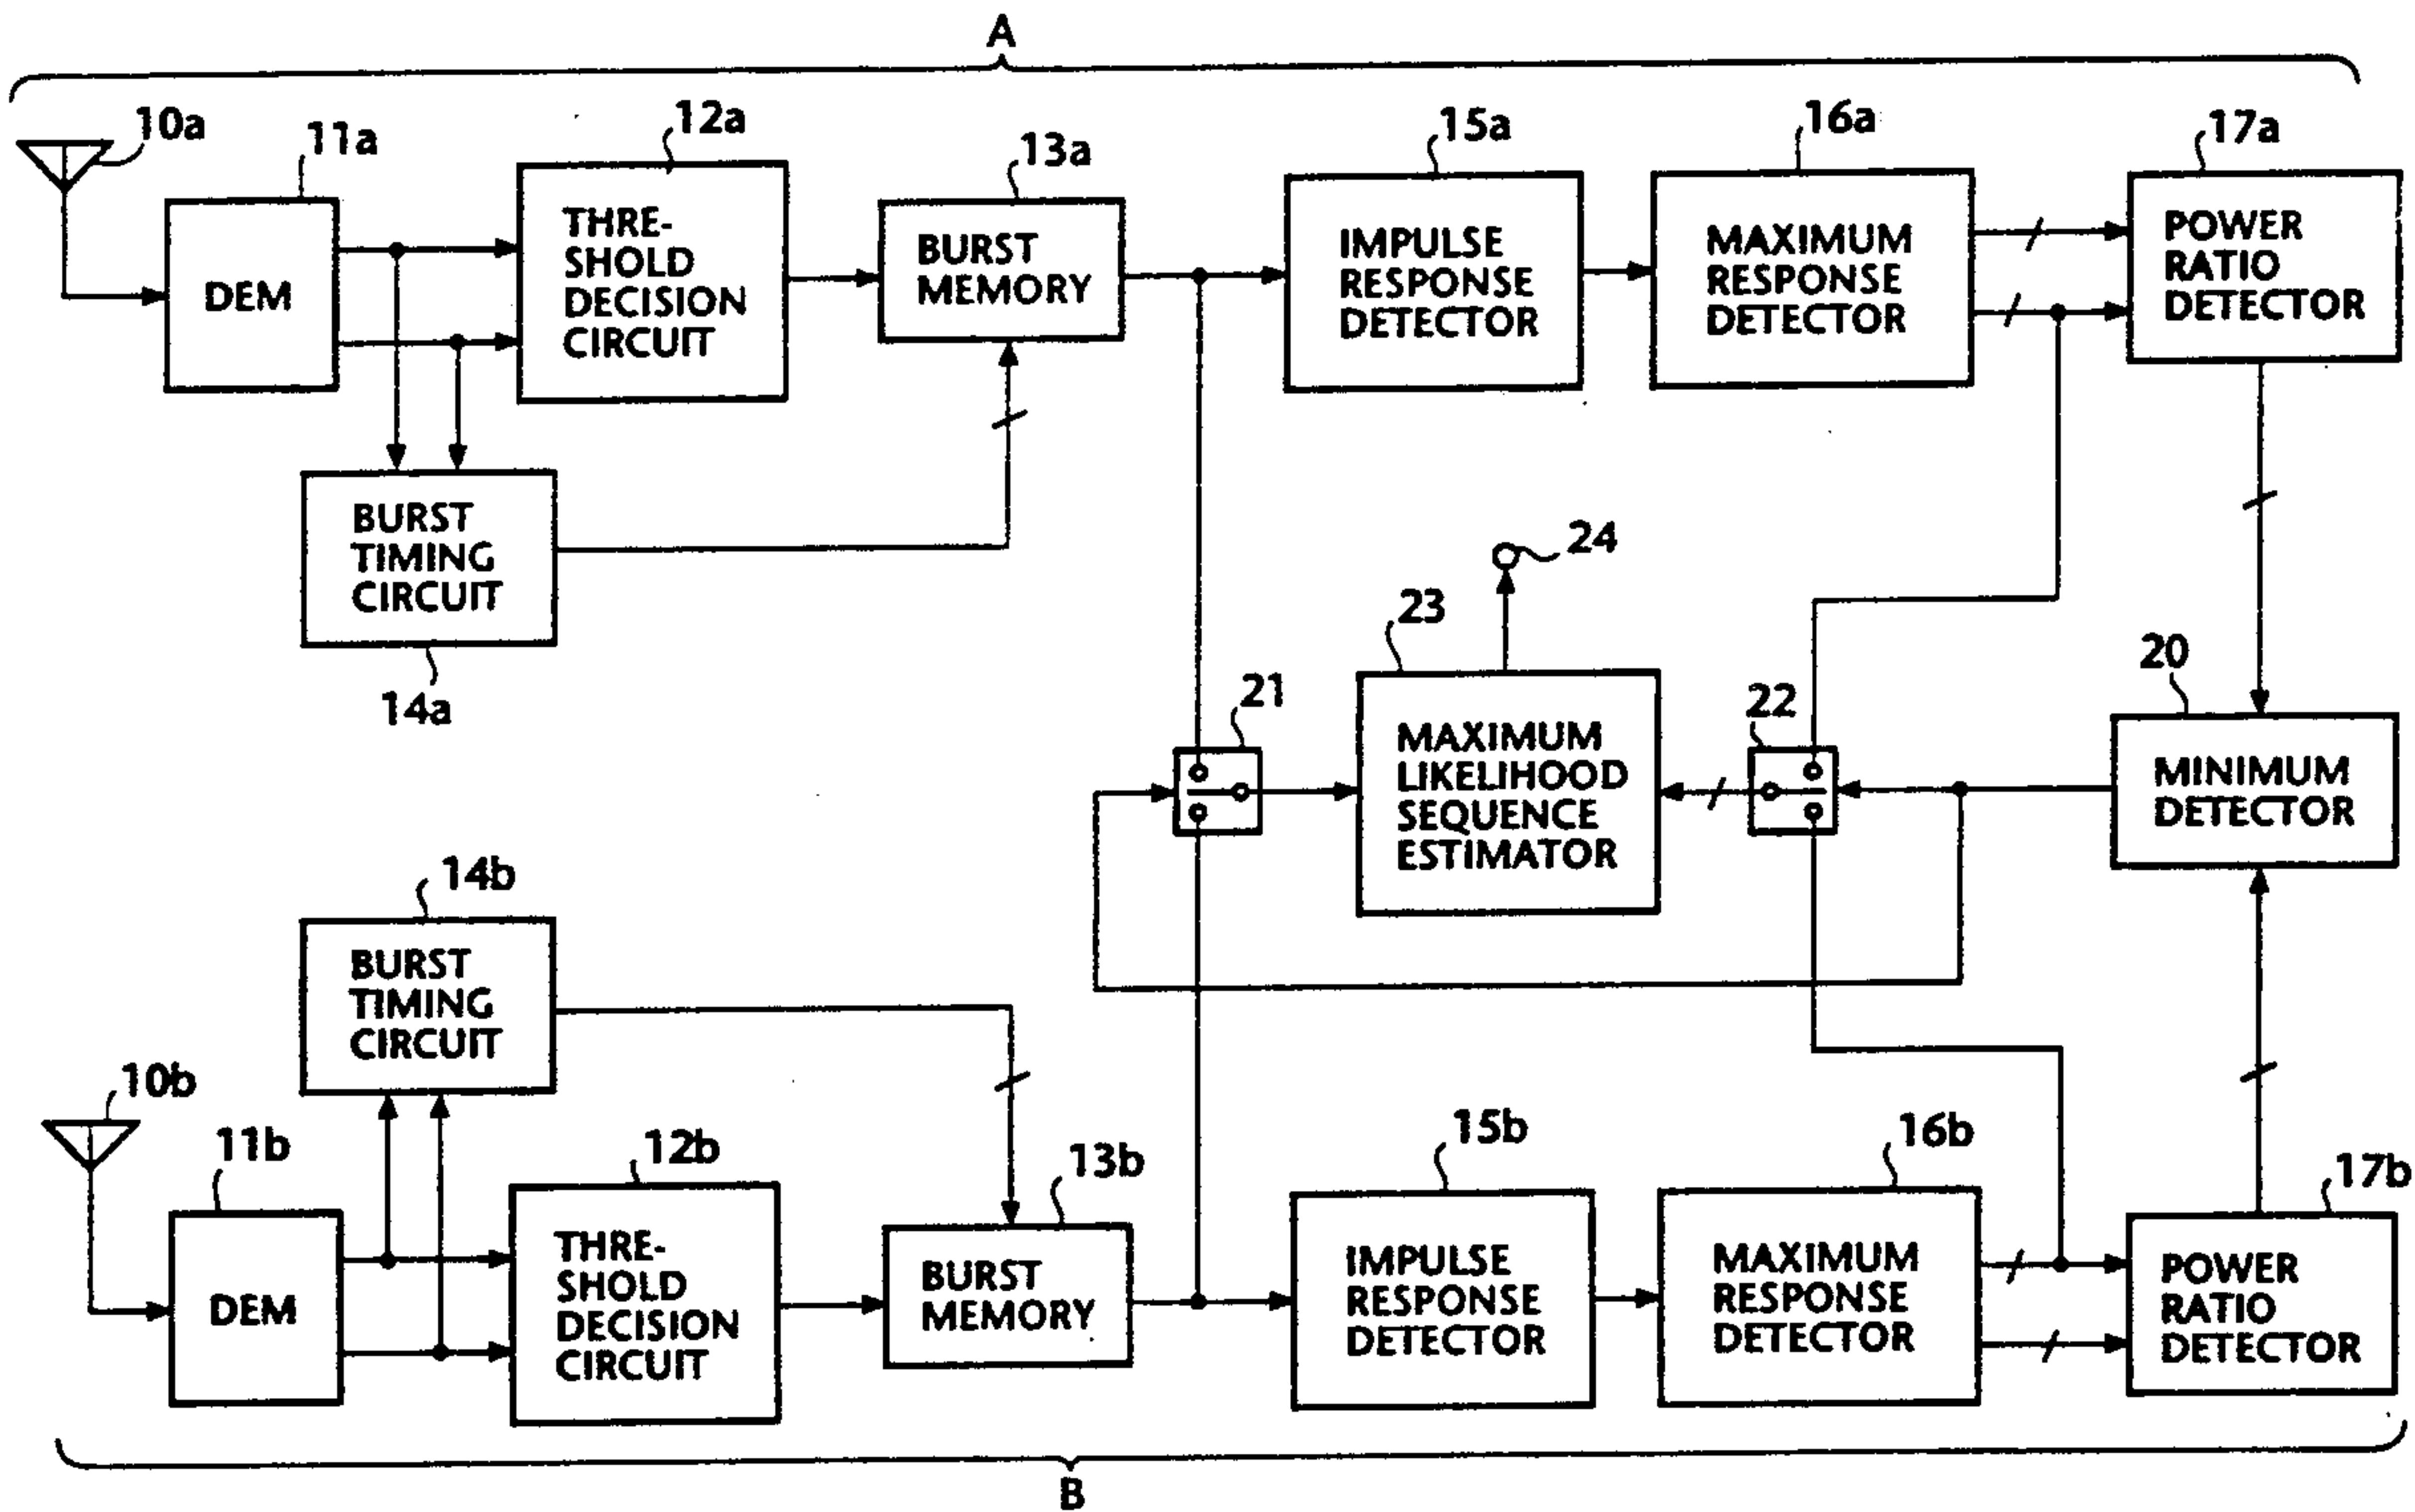 A
10a
11a
12a
13a
15a
16a
17a
DEM
THRE-
SHOLD
DECISION
CIRCUIT
BURST
MEMORY
IMPULSE
RESPONSE
DETECTOR
MAXIMUM
RESPONSE
DETECTOR
POWER
RATIO
DETECTOR
BURST
TIMING
CIRCUIT
14a
24
23
21
22
20
MAXIMUM
LIKELIHOOD
SEQUENCE
ESTIMATOR
MINIMUM
DETECTOR
14b
BURST
TIMING
CIRCUIT
10b
11b
12b
13b
15b
16b
17b
DEM
THRE-
SHOLD
DECISION
CIRCUIT
BURST
MEMORY
IMPULSE
RESPONSE
DETECTOR
MAXIMUM
RESPONSE
DETECTOR
POWER
RATIO
DETECTOR
B